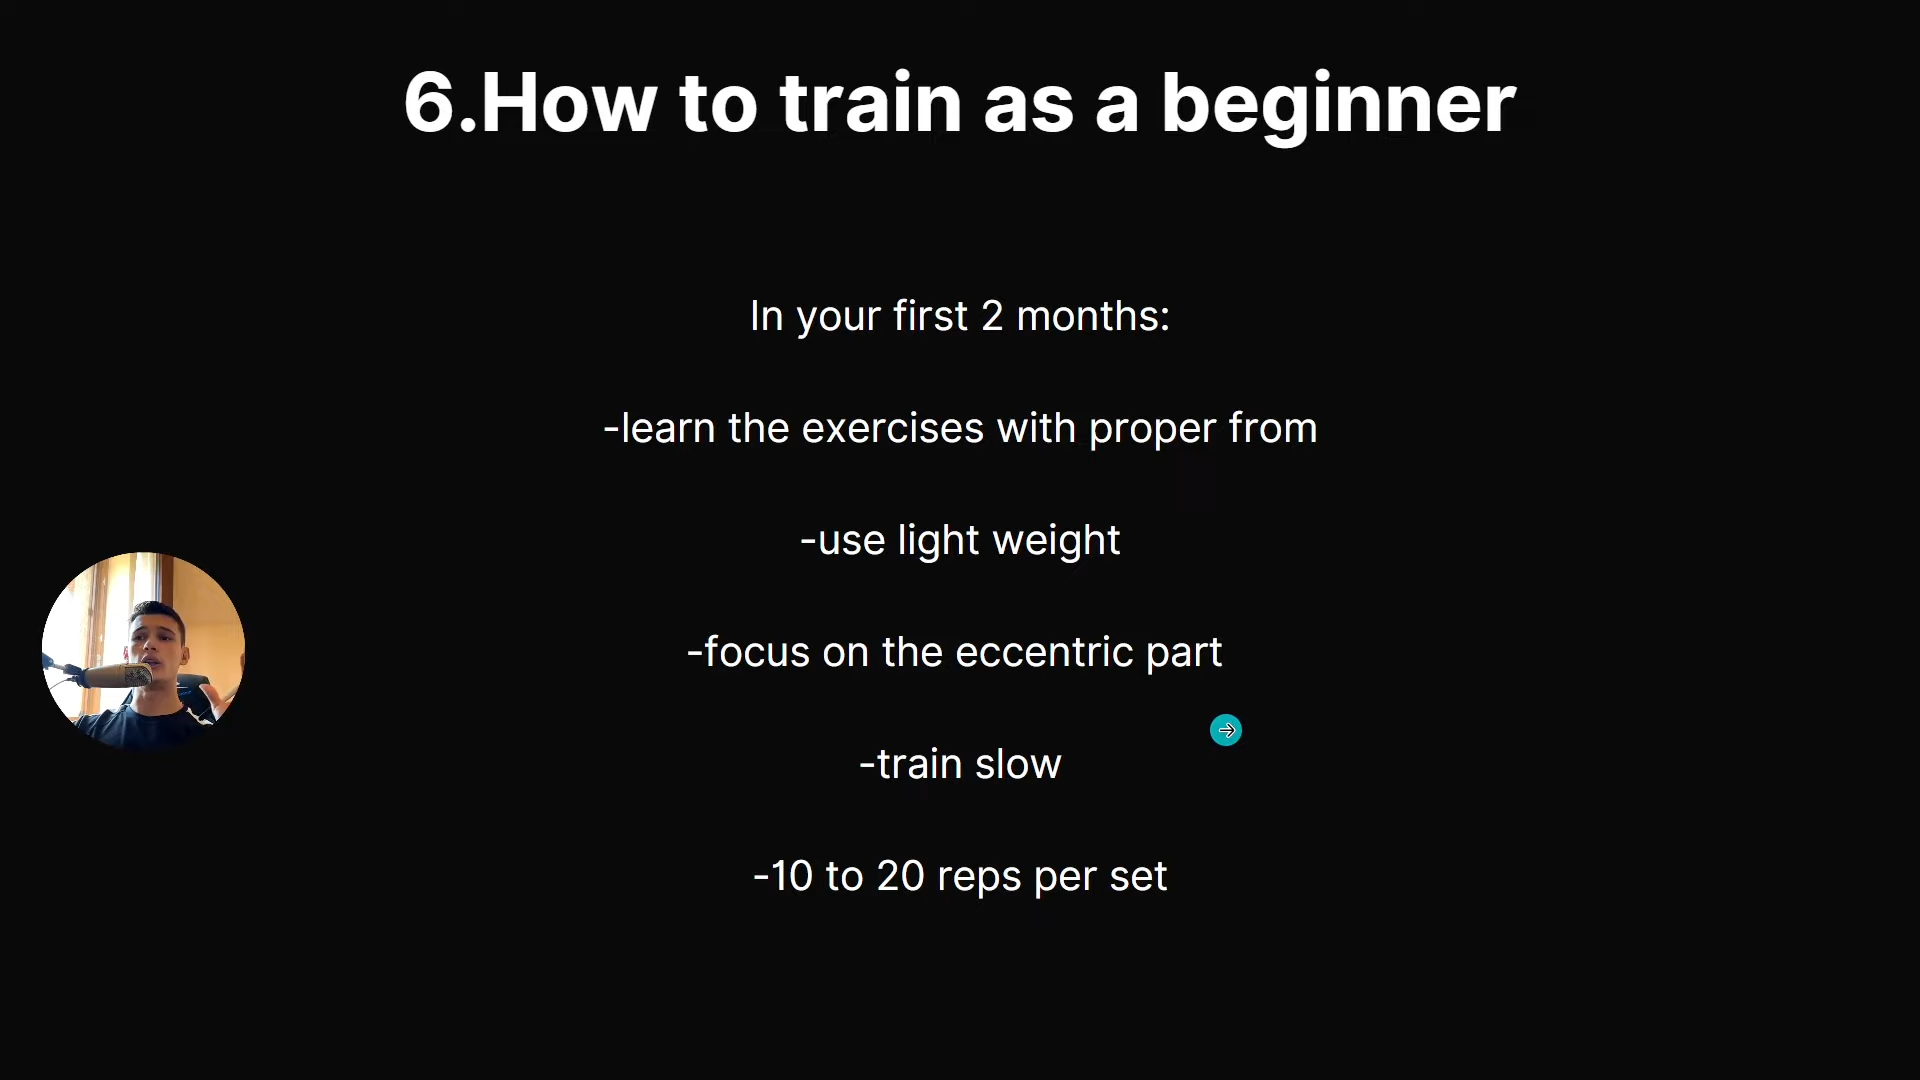 6.How to train as a beginner
In your first 2 months:
-learn the exercises with proper from
-use light weight
-focus on the eccentric part
-train slow
-10 to 20 reps per set